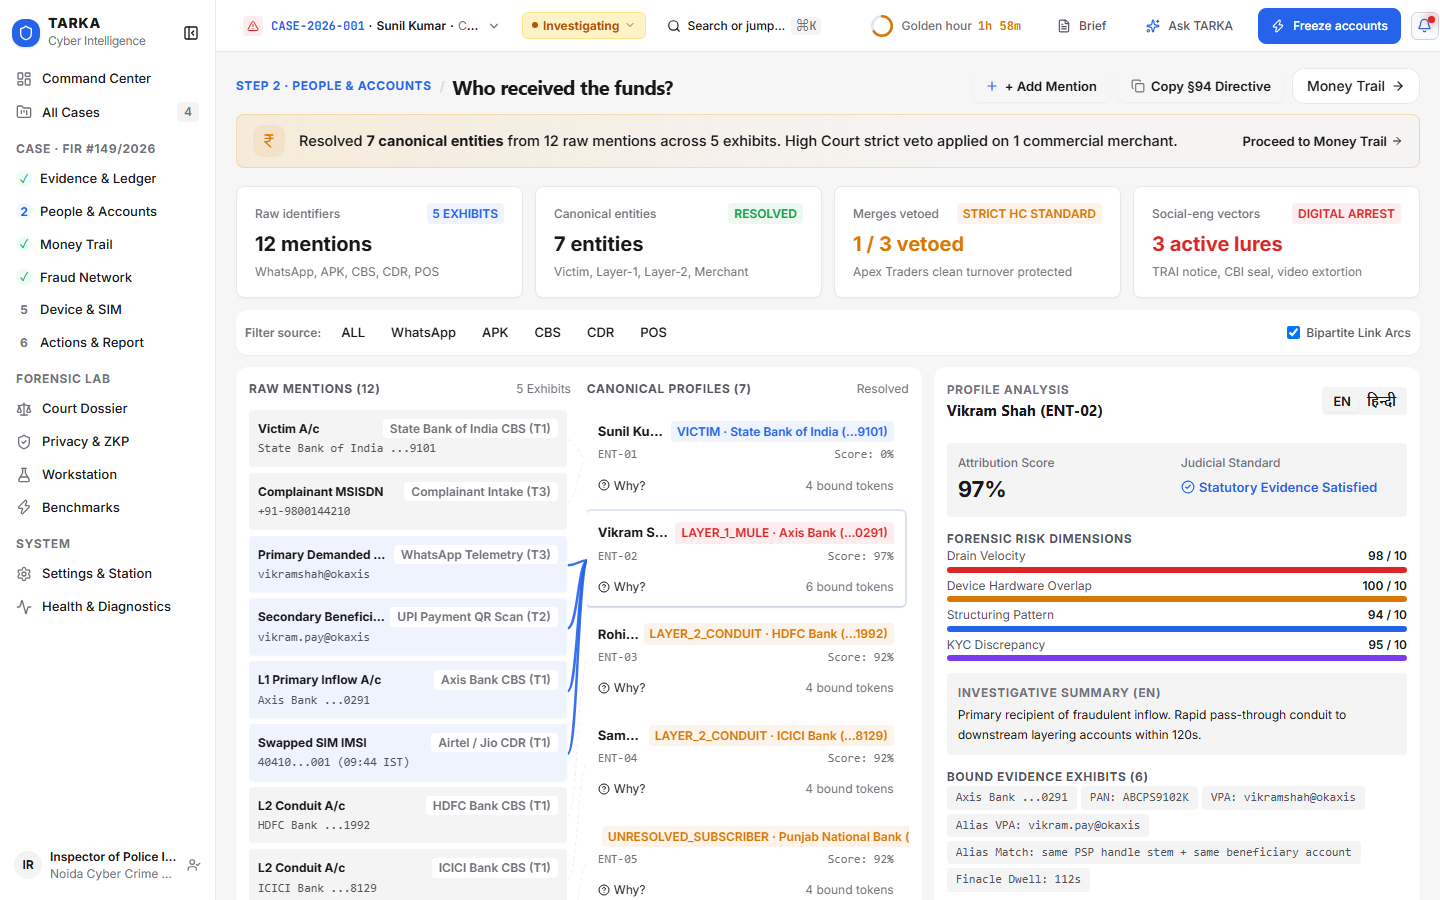 TARKA
Cyber Intelligence
Command Center
All Cases 4
CASE · FIR #149/2026
✓ Evidence & Ledger
2 People & Accounts
✓ Money Trail
✓ Fraud Network
5 Device & SIM
6 Actions & Report
FORENSIC LAB
Court Dossier
Privacy & ZKP
Workstation
Benchmarks
SYSTEM
Settings & Station
Health & Diagnostics
IR
Inspector of Police I...
Noida Cyber Crime ...
CASE-2026-001 · Sunil Kumar · C...
Investigating
Search or jump... ⌘K
Golden hour 1h 58m
Brief
Ask TARKA
Freeze accounts
STEP 2 · PEOPLE & ACCOUNTS / Who received the funds?
+ + Add Mention
Copy §94 Directive
Money Trail →
₹ Resolved 7 canonical entities from 12 raw mentions across 5 exhibits. High Court strict veto applied on 1 commercial merchant.
Proceed to Money Trail →
Raw identifiers 5 EXHIBITS
12 mentions
WhatsApp, APK, CBS, CDR, POS
Canonical entities RESOLVED
7 entities
Victim, Layer-1, Layer-2, Merchant
Merges vetoed STRICT HC STANDARD
1 / 3 vetoed
Apex Traders clean turnover protected
Social-eng vectors DIGITAL ARREST
3 active lures
TRAI notice, CBI seal, video extortion
Filter source: ALL WhatsApp APK CBS CDR POS
Bipartite Link Arcs
RAW MENTIONS (12) 5 Exhibits
Victim A/c State Bank of India CBS (T1)
State Bank of India ...9101
Complainant MSISDN Complainant Intake (T3)
+91-9800144210
Primary Demanded ... WhatsApp Telemetry (T3)
vikramshah@okaxis
Secondary Benefici... UPI Payment QR Scan (T2)
vikram.pay@okaxis
L1 Primary Inflow A/c Axis Bank CBS (T1)
Axis Bank ...0291
Swapped SIM IMSI Airtel / Jio CDR (T1)
40410...001 (09:44 IST)
L2 Conduit A/c HDFC Bank CBS (T1)
HDFC Bank ...1992
L2 Conduit A/c ICICI Bank CBS (T1)
ICICI Bank ...8129
CANONICAL PROFILES (7) Resolved
Sunil Ku... VICTIM · State Bank of India (...9101)
ENT-01 Score: 0%
Why? 4 bound tokens
Vikram S... LAYER_1_MULE · Axis Bank (...0291)
ENT-02 Score: 97%
Why? 6 bound tokens
Rohi... LAYER_2_CONDUIT · HDFC Bank (...1992)
ENT-03 Score: 92%
Why? 4 bound tokens
Sam... LAYER_2_CONDUIT · ICICI Bank (...8129)
ENT-04 Score: 92%
Why? 4 bound tokens
UNRESOLVED_SUBSCRIBER · Punjab National Bank (
ENT-05 Score: 92%
Why? 4 bound tokens
PROFILE ANALYSIS
Vikram Shah (ENT-02)
EN हिन्दी
Attribution Score
97%
Judicial Standard
Statutory Evidence Satisfied
FORENSIC RISK DIMENSIONS
Drain Velocity 98 / 10
Device Hardware Overlap 100 / 10
Structuring Pattern 94 / 10
KYC Discrepancy 95 / 10
INVESTIGATIVE SUMMARY (EN)
Primary recipient of fraudulent inflow. Rapid pass-through conduit to
downstream layering accounts within 120s.
BOUND EVIDENCE EXHIBITS (6)
Axis Bank ...0291 PAN: ABCPS9102K VPA: vikramshah@okaxis
Alias VPA: vikram.pay@okaxis
Alias Match: same PSP handle stem + same beneficiary account
Finacle Dwell: 112s